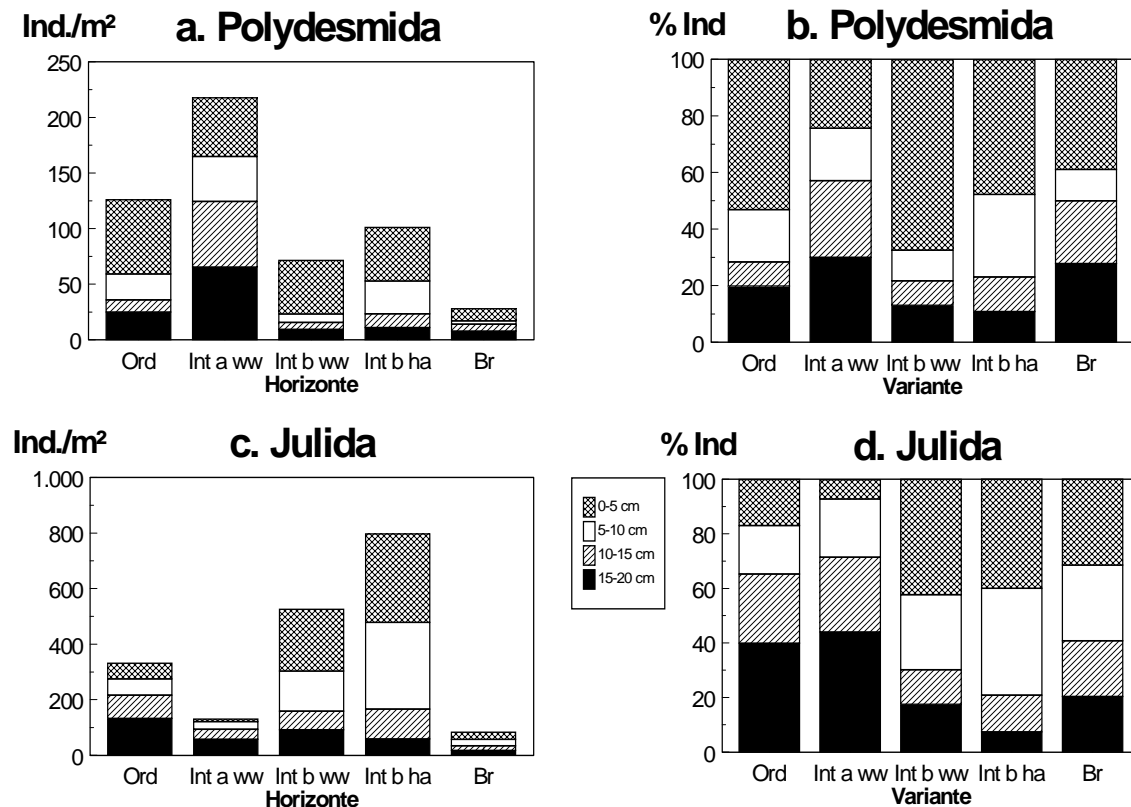 Ind./m²
a. Polydesmida
250
200
150
100
50
0
Ord Int a ww Int b ww Int b ha Br
Horizonte
% Ind
b. Polydesmida
100
80
60
40
20
0
Ord Int a ww Int b ww Int b ha Br
Variante
Ind./m²
c. Julida
1.000
800
600
400
200
0
Ord Int a ww Int b ww Int b ha Br
Horizonte
0-5 cm
5-10 cm
10-15 cm
15-20 cm
% Ind
d. Julida
100
80
60
40
20
0
Ord Int a ww Int b ww Int b ha Br
Variante